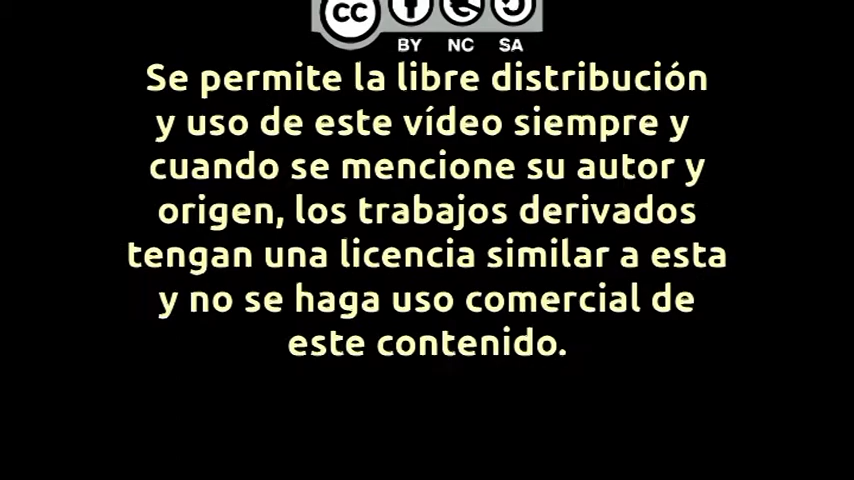 cc
BY NC SA
Se permite la libre distribución
y uso de este vídeo siempre y
cuando se mencione su autor y
origen, los trabajos derivados
tengan una licencia similar a esta
y no se haga uso comercial de
este contenido.